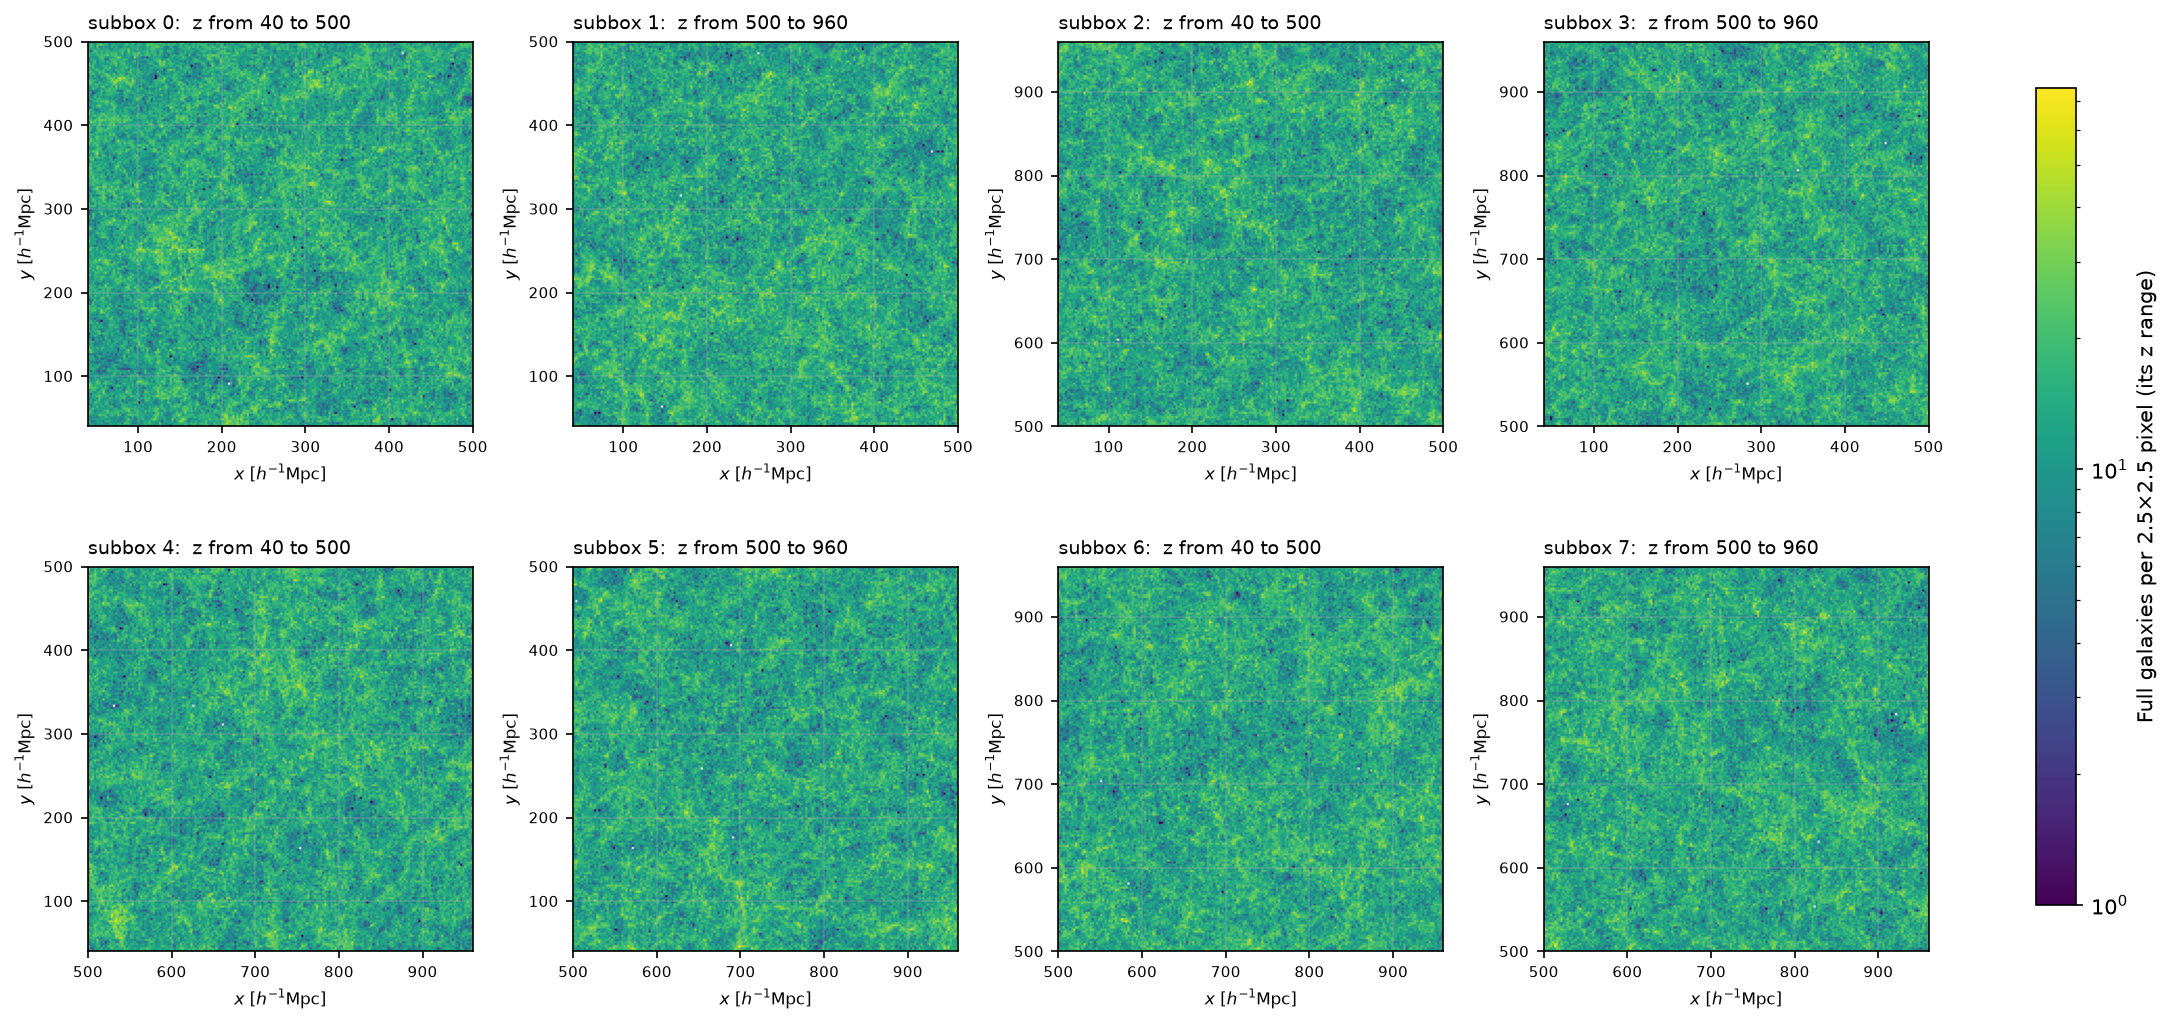 subbox 0:  z from 40 to 500
500
400
300
200
100
y [h⁻¹Mpc]
100 200 300 400 500
x [h⁻¹Mpc]
subbox 1:  z from 500 to 960
500
400
300
200
100
y [h⁻¹Mpc]
100 200 300 400 500
x [h⁻¹Mpc]
subbox 2:  z from 40 to 500
900
800
700
600
500
y [h⁻¹Mpc]
100 200 300 400 500
x [h⁻¹Mpc]
subbox 3:  z from 500 to 960
900
800
700
600
500
y [h⁻¹Mpc]
100 200 300 400 500
x [h⁻¹Mpc]
subbox 4:  z from 40 to 500
500
400
300
200
100
y [h⁻¹Mpc]
500 600 700 800 900
x [h⁻¹Mpc]
subbox 5:  z from 500 to 960
500
400
300
200
100
y [h⁻¹Mpc]
500 600 700 800 900
x [h⁻¹Mpc]
subbox 6:  z from 40 to 500
900
800
700
600
500
y [h⁻¹Mpc]
500 600 700 800 900
x [h⁻¹Mpc]
subbox 7:  z from 500 to 960
900
800
700
600
500
y [h⁻¹Mpc]
500 600 700 800 900
x [h⁻¹Mpc]
10¹
10⁰
Full galaxies per 2.5×2.5 pixel (its z range)